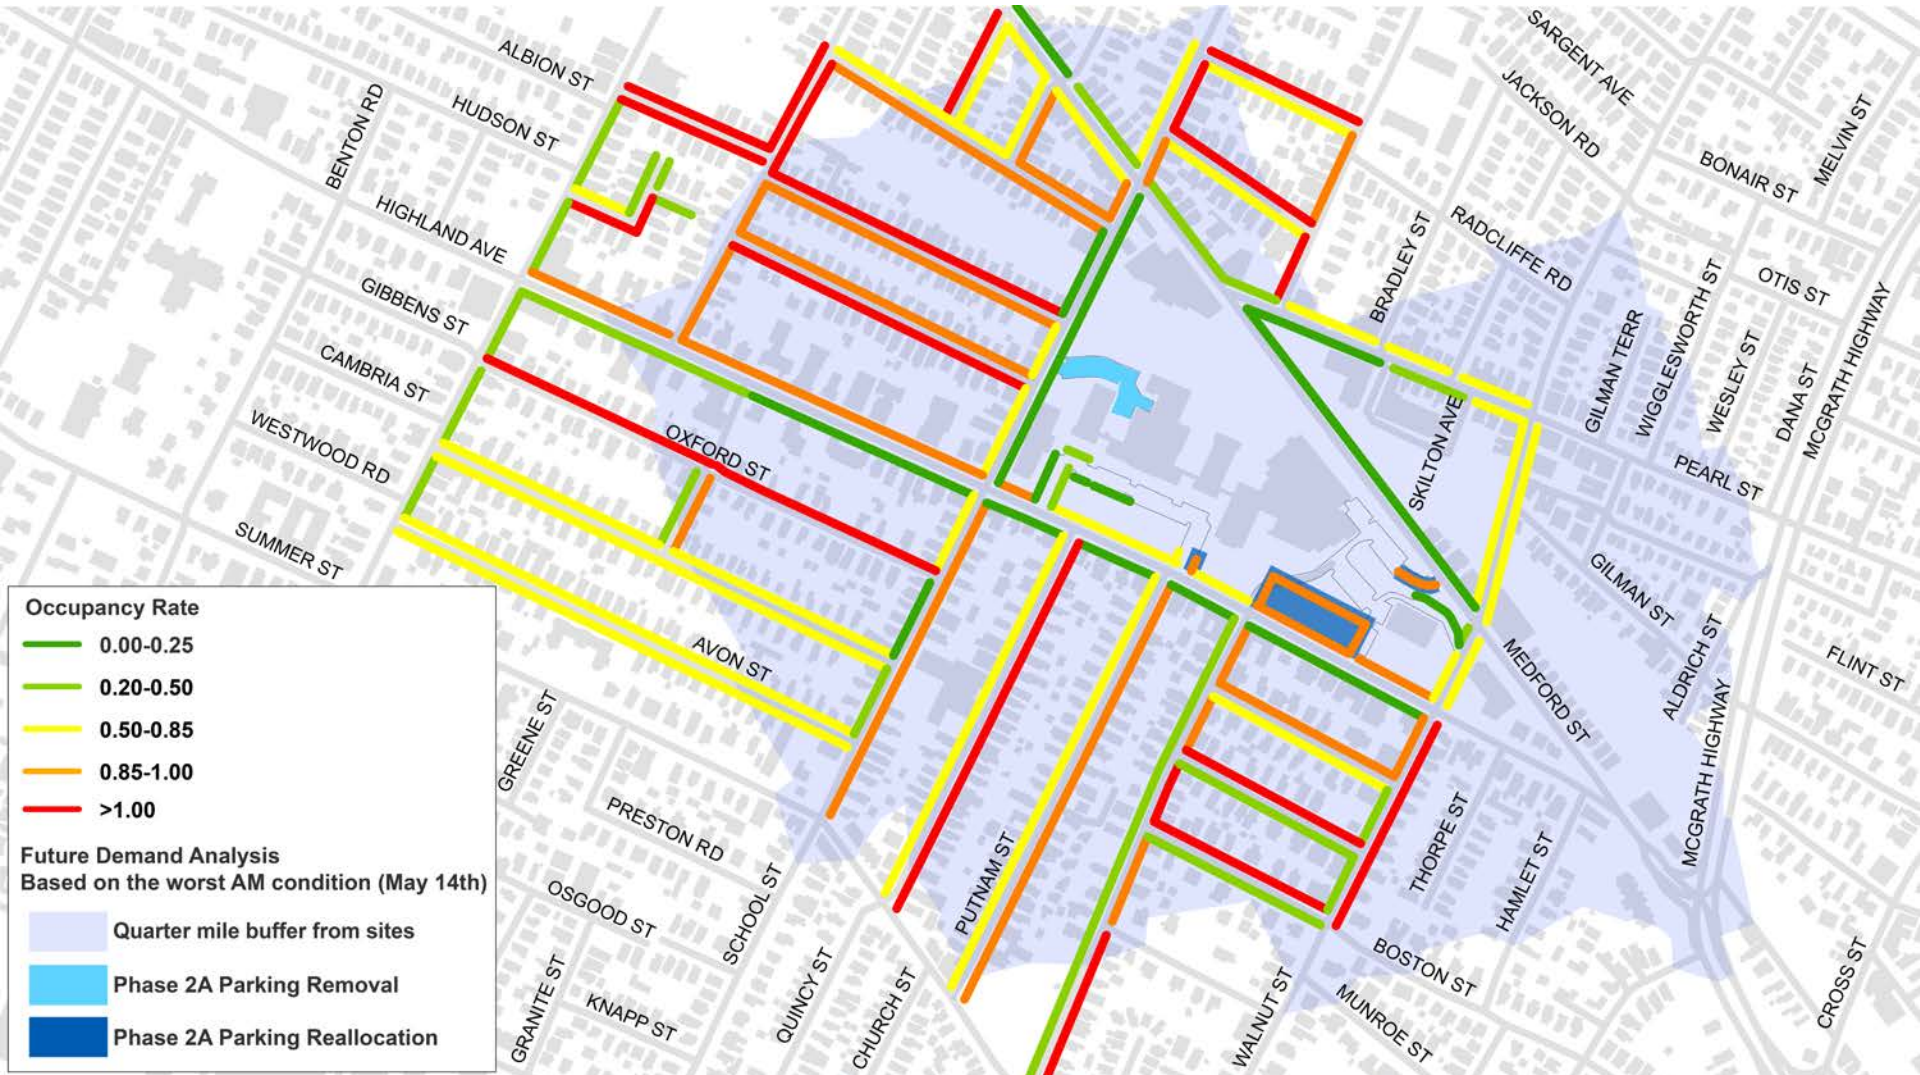 SARGENT AVE
JACKSON RD
MELVIN ST
BONAIR ST
ALBION ST
HUDSON ST
BENTON RD
HIGHLAND AVE
GIBBENS ST
CAMBRIA ST
WESTWOOD RD
SUMMER ST
OXFORD ST
AVON ST
RADCLIFFE RD
BRADLEY ST
OTIS ST
GILMAN TERR
WIGGLESWORTH ST
WESLEY ST
DANA ST
MCGRATH HIGHWAY
SKILTON AVE
PEARL ST
GILMAN ST
ALDRICH ST
FLINT ST
MEDFORD ST
MCGRATH HIGHWAY
GREENE ST
PRESTON RD
OSGOOD ST
SCHOOL ST
GRANITE ST
KNAPP ST
QUINCY ST
CHURCH ST
PUTNAM ST
THORPE ST
HAMLET ST
BOSTON ST
MUNROE ST
WALNUT ST
CROSS ST
Occupancy Rate
0.00-0.25
0.20-0.50
0.50-0.85
0.85-1.00
>1.00
Future Demand Analysis
Based on the worst AM condition (May 14th)
Quarter mile buffer from sites
Phase 2A Parking Removal
Phase 2A Parking Reallocation